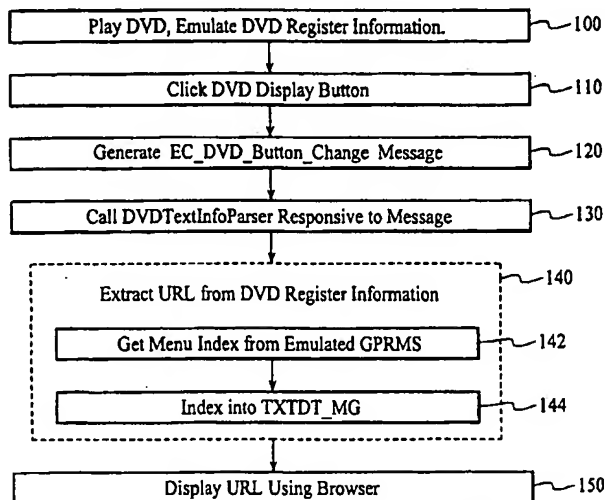 Play DVD, Emulate DVD Register Information.
100
Click DVD Display Button
110
Generate EC_DVD_Button_Change Message
120
Call DVDTextInfoParser Responsive to Message
130
140
Extract URL from DVD Register Information
Get Menu Index from Emulated GPRMS
142
Index into TXTDT_MG
144
Display URL Using Browser
150